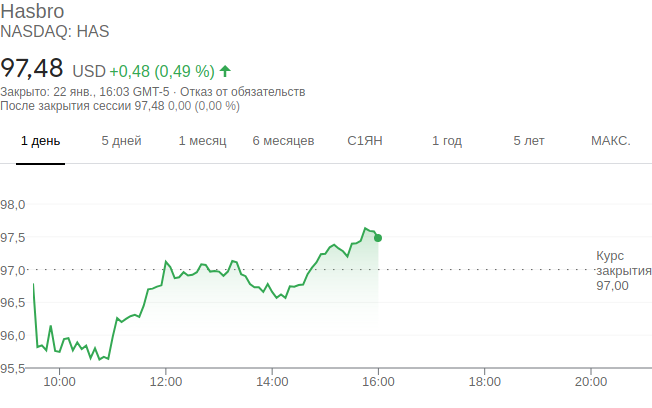 Hasbro
NASDAQ: HAS
97,48 USD +0,48 (0,49 %)
Закрыто: 22 янв., 16:03 GMT-5 · Отказ от обязательств
После закрытия сессии 97,48 0,00 (0,00 %)
1 день 5 дней 1 месяц 6 месяцев С1ЯН 1 год 5 лет МАКС.
98,0
97,5
97,0
96,5
96,0
95,5
Курс
закрытия
97,00
10:00 12:00 14:00 16:00 18:00 20:00